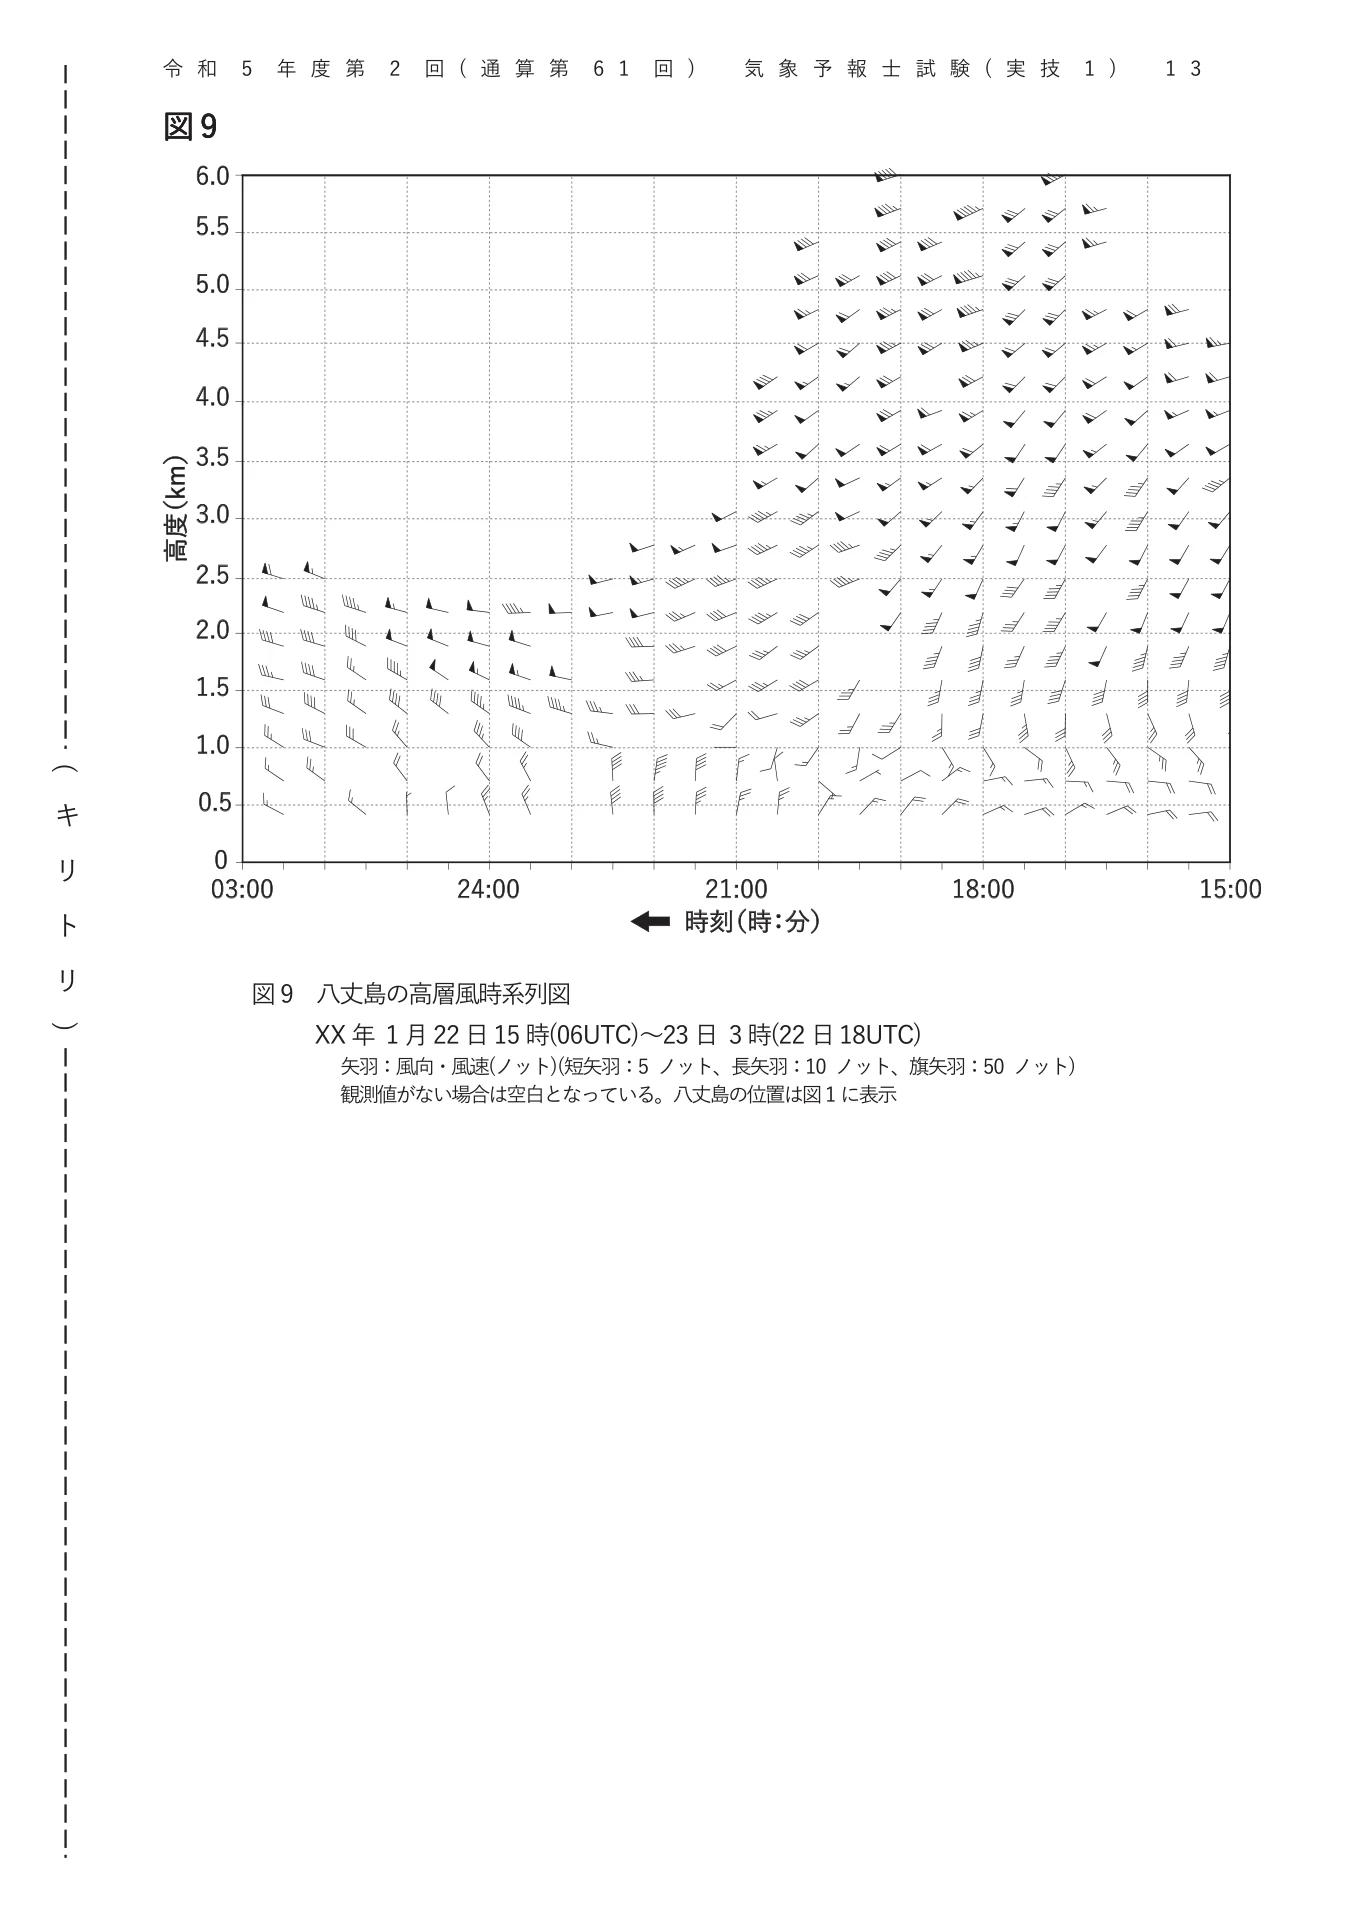 令和5年度第2回(通算第61回) 気象予報士試験(実技1) 13
図9
6.0
5.5
5.0
4.5
4.0
3.5
3.0
2.5
2.0
1.5
1.0
0.5
0
高度(km)
03:00 24:00 21:00 18:00 15:00
時刻(時:分)
図9 八丈島の高層風時系列図
XX年 1月22日15時(06UTC)～23日 3時(22日18UTC)
矢羽：風向・風速(ノット)(短矢羽：5 ノット、長矢羽：10 ノット、旗矢羽：50 ノット)
観測値がない場合は空白となっている。八丈島の位置は図1に表示
(キリトリ)